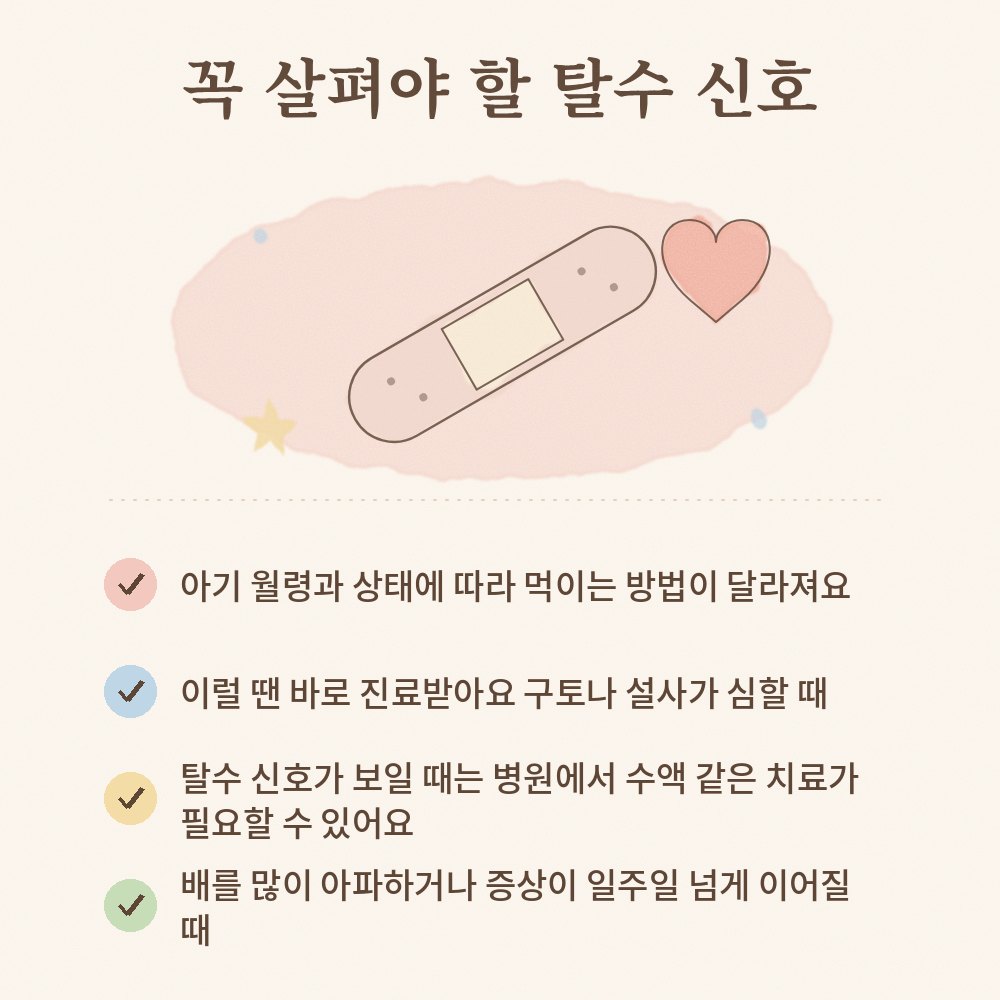 꼭 살펴야 할 탈수 신호
아기 월령과 상태에 따라 먹이는 방법이 달라져요
이럴 땐 바로 진료받아요 구토나 설사가 심할 때
탈수 신호가 보일 때는 병원에서 수액 같은 치료가
필요할 수 있어요
배를 많이 아파하거나 증상이 일주일 넘게 이어질
때